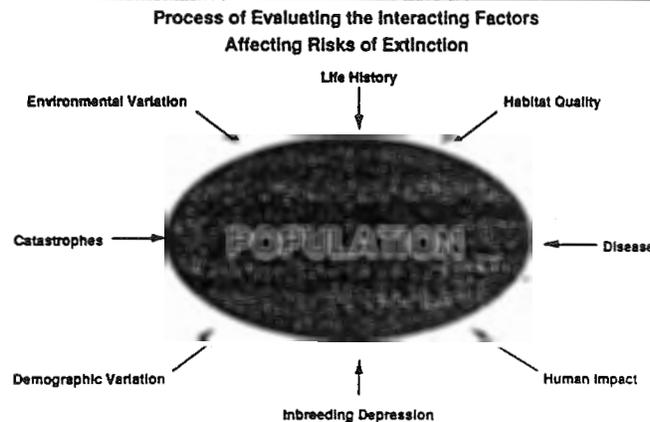 Process of Evaluating the Interacting Factors
Affecting Risks of Extinction
Life History
Environmental Variation
Habitat Quality
POPULATION
Catastrophes
Disease
Demographic Variation
Human Impact
Inbreeding Depression